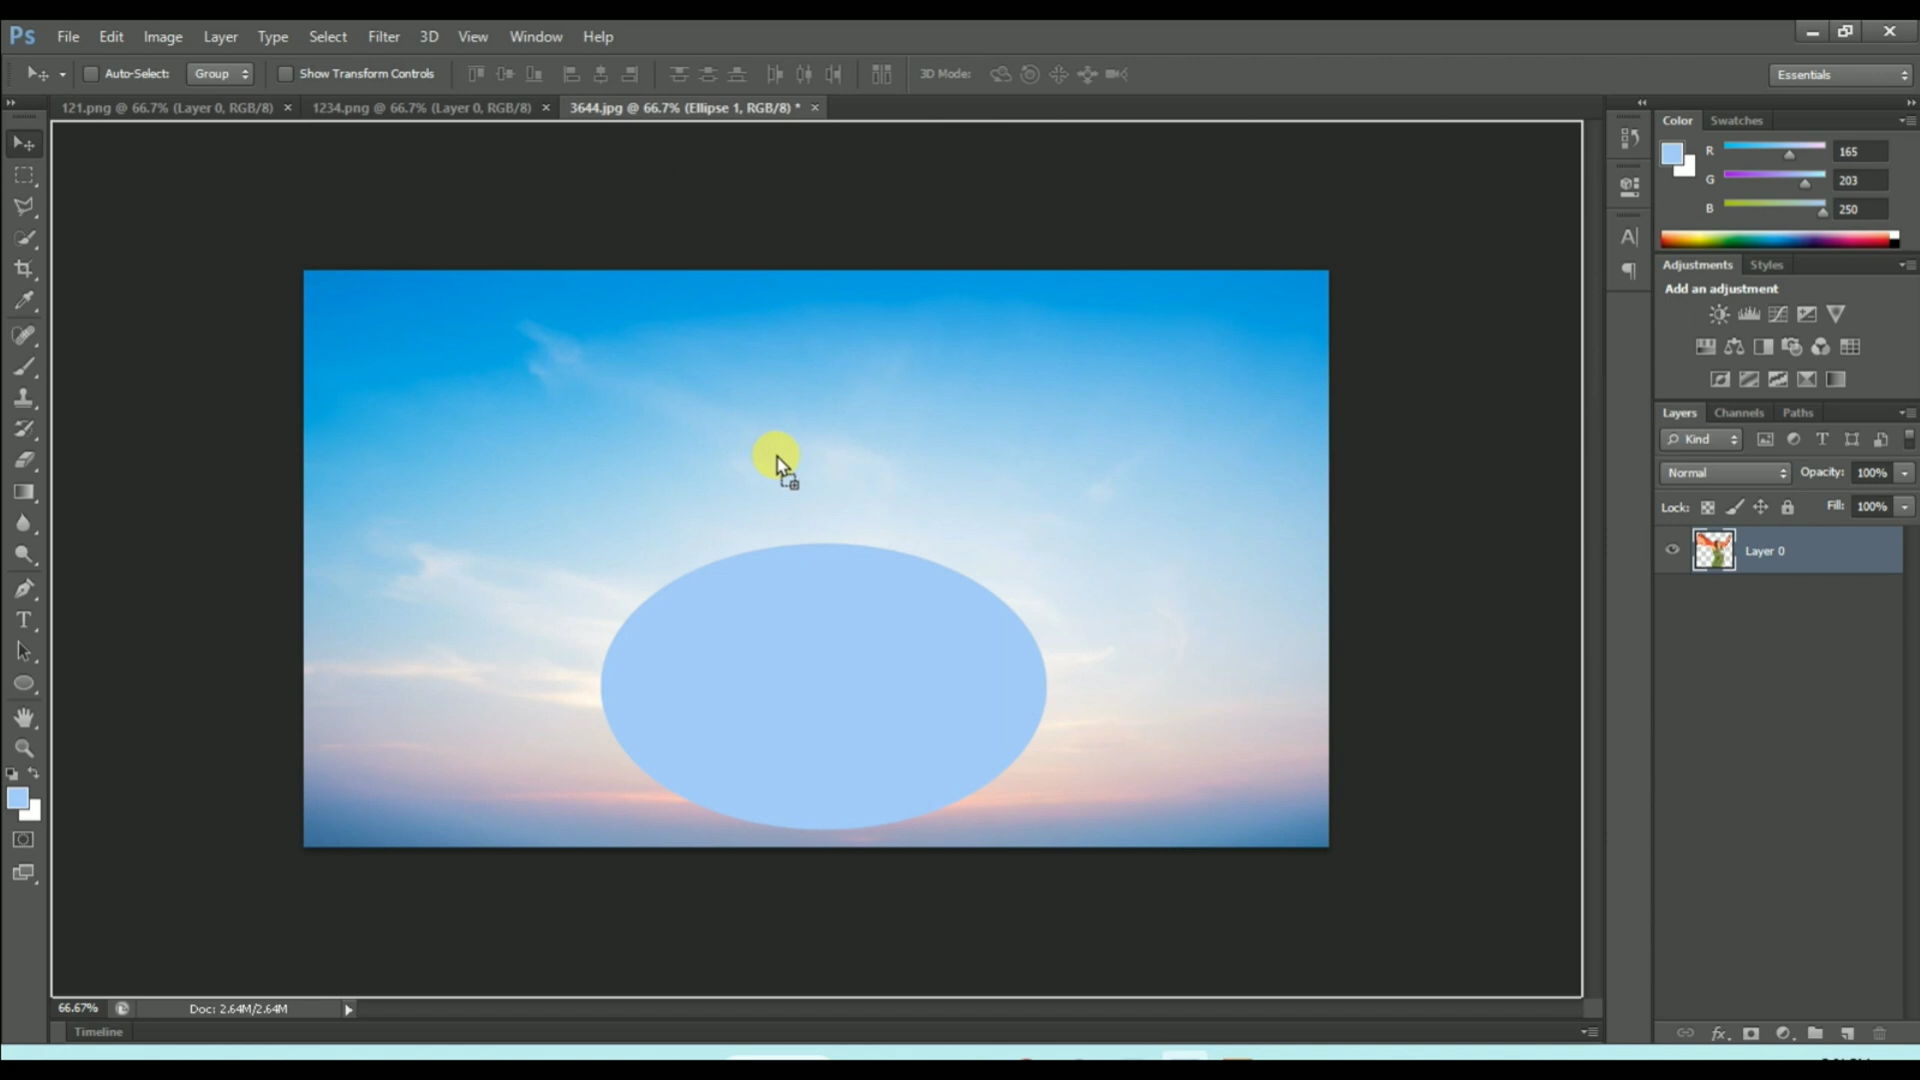 Ps File Edit Image Layer Type Select Filter 3D View Window Help
Auto-Select: Group Show Transform Controls 3D Mode: Essentials
121.png @ 66.7% (Layer 0, RGB/8) × 1234.png @ 66.7% (Layer 0, RGB/8) × 3644.jpg @ 66.7% (Ellipse 1, RGB/8) * ×
Color Swatches
R 165
G 203
B 250
Adjustments Styles
Add an adjustment
Layers Channels Paths
Kind
Normal Opacity: 100%
Lock: Fill: 100%
Layer 0
66.67% Doc: 2.64M/2.64M
Timeline